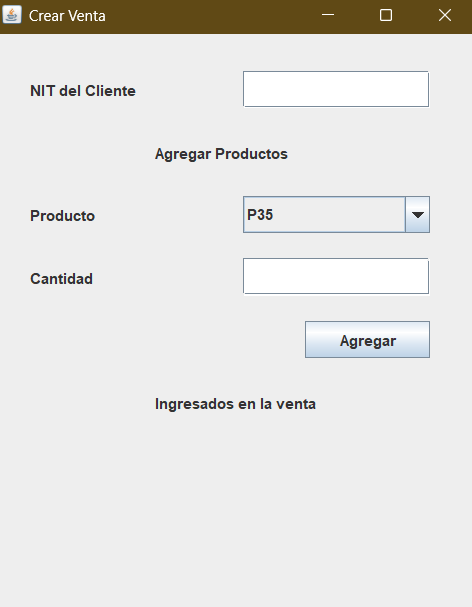 Crear Venta
NIT del Cliente
Agregar Productos
Producto
P35
Cantidad
Agregar
Ingresados en la venta